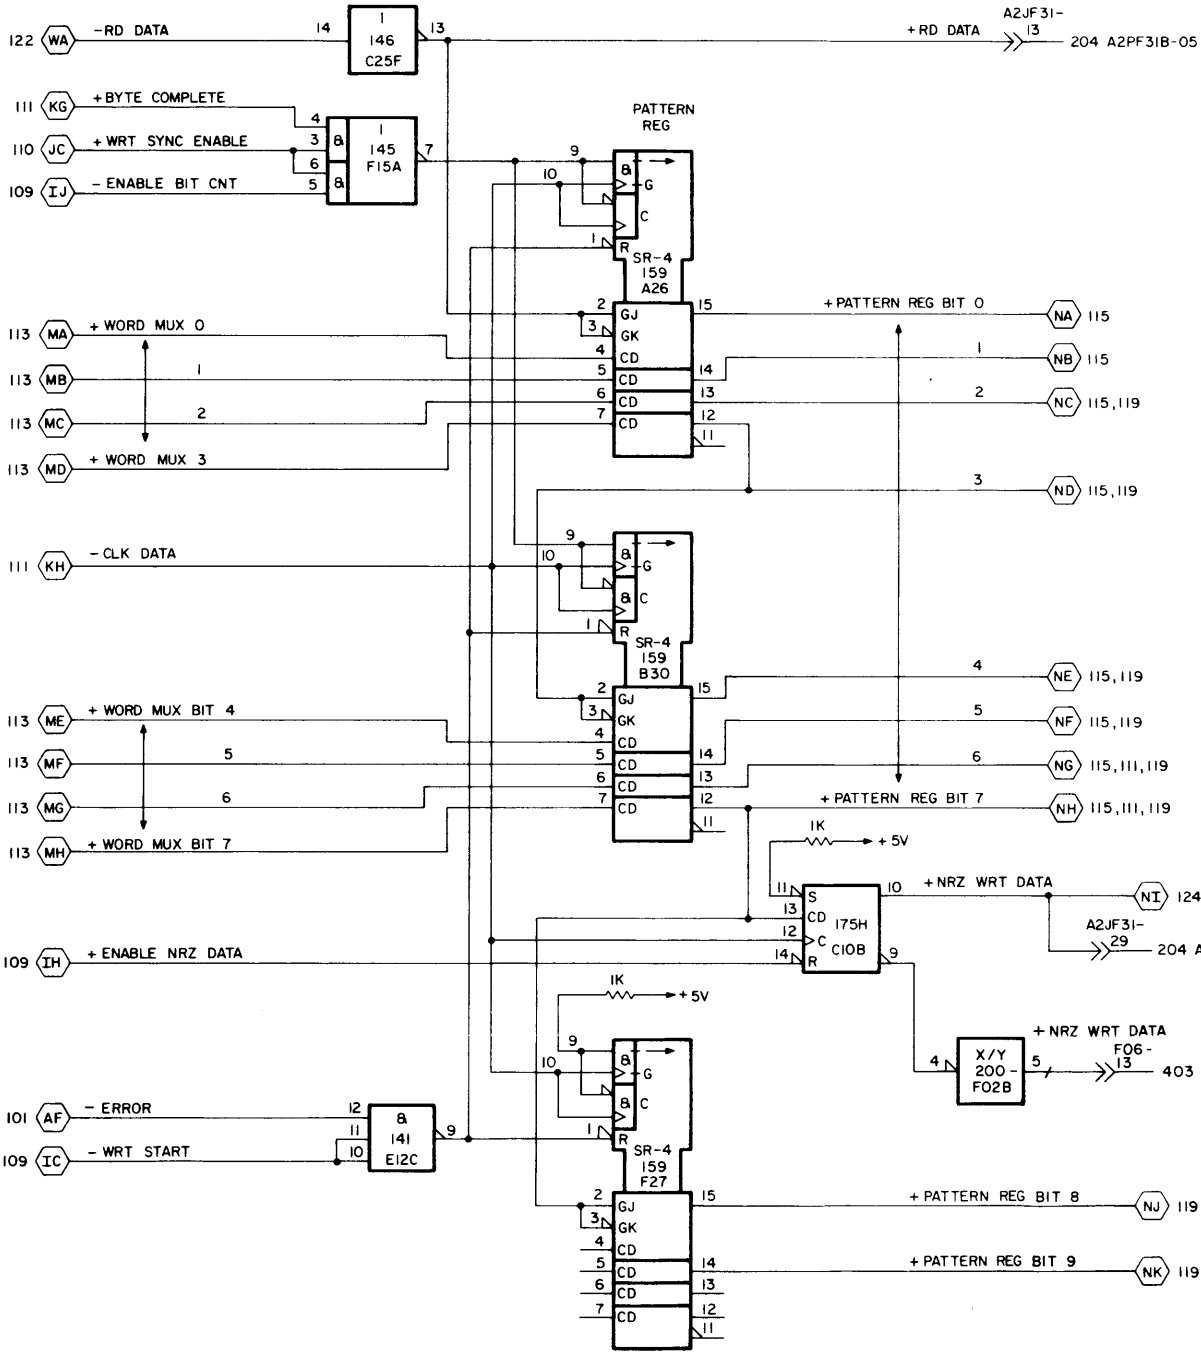 A2JF31-
122 WA -RD DATA 14 1 13 +RD DATA 13 204 A2PF31B-05
146
C25F
111 KG +BYTE COMPLETE
PATTERN
REG
4 1
110 JC +WRT SYNC ENABLE 3 & 145 7 9 & G
6 F15A
109 IJ -ENABLE BIT CNT 5 &
10 C
1 R
SR-4
159
A26
2 GJ 15 +PATTERN REG BIT 0 NA 115
113 MA +WORD MUX 0 3 GK
4 CD 1 NB 115
113 MB 1 5 CD 14
6 CD 13 2 NC 115,119
113 MC 2 7 CD 12
11
113 MD +WORD MUX 3
3 ND 115,119
9 & G
111 KH -CLK DATA 10
& C
1 R
SR-4
159
B30
4 NE 115,119
2 GJ 15
113 ME +WORD MUX BIT 4 3 GK 5 NF 115,119
4 CD
113 MF 5 5 CD 14 6 NG 115,111,119
6 CD 13
113 MG 6 7 CD 12 +PATTERN REG BIT 7 NH 115,111,119
11
113 MH +WORD MUX BIT 7 1K +5V
11 S 10 +NRZ WRT DATA NI 124
13 CD 175H
A2JF31-
12 C C10B 29 204 A
109 IH +ENABLE NRZ DATA 14 R 9
1K +5V
+NRZ WRT DATA
9 & G X/Y F06-
10 4 200- 5 13 403
F02B
& C
101 AF -ERROR 12 &
11 141 9 1 R
109 IC -WRT START 10 E12C SR-4
159
F27
2 GJ 15 +PATTERN REG BIT 8 NJ 119
3 GK
4 CD
5 CD 14 +PATTERN REG BIT 9 NK 119
6 CD 13
7 CD 12
11